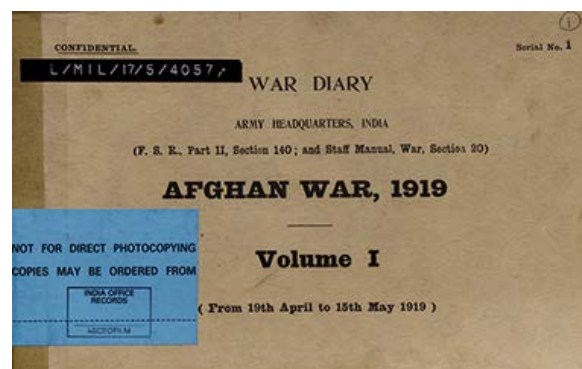 1
CONFIDENTIAL.
Serial No. 1
L/MIL/17/5/4057
WAR DIARY
ARMY HEADQUARTERS, INDIA
(F. S. R., Part II, Section 140; and Staff Manual, War, Section 20)
AFGHAN WAR, 1919
Volume I
(From 19th April to 15th May 1919)
NOT FOR DIRECT PHOTOCOPYING
COPIES MAY BE ORDERED FROM
INDIA OFFICE
RECORDS